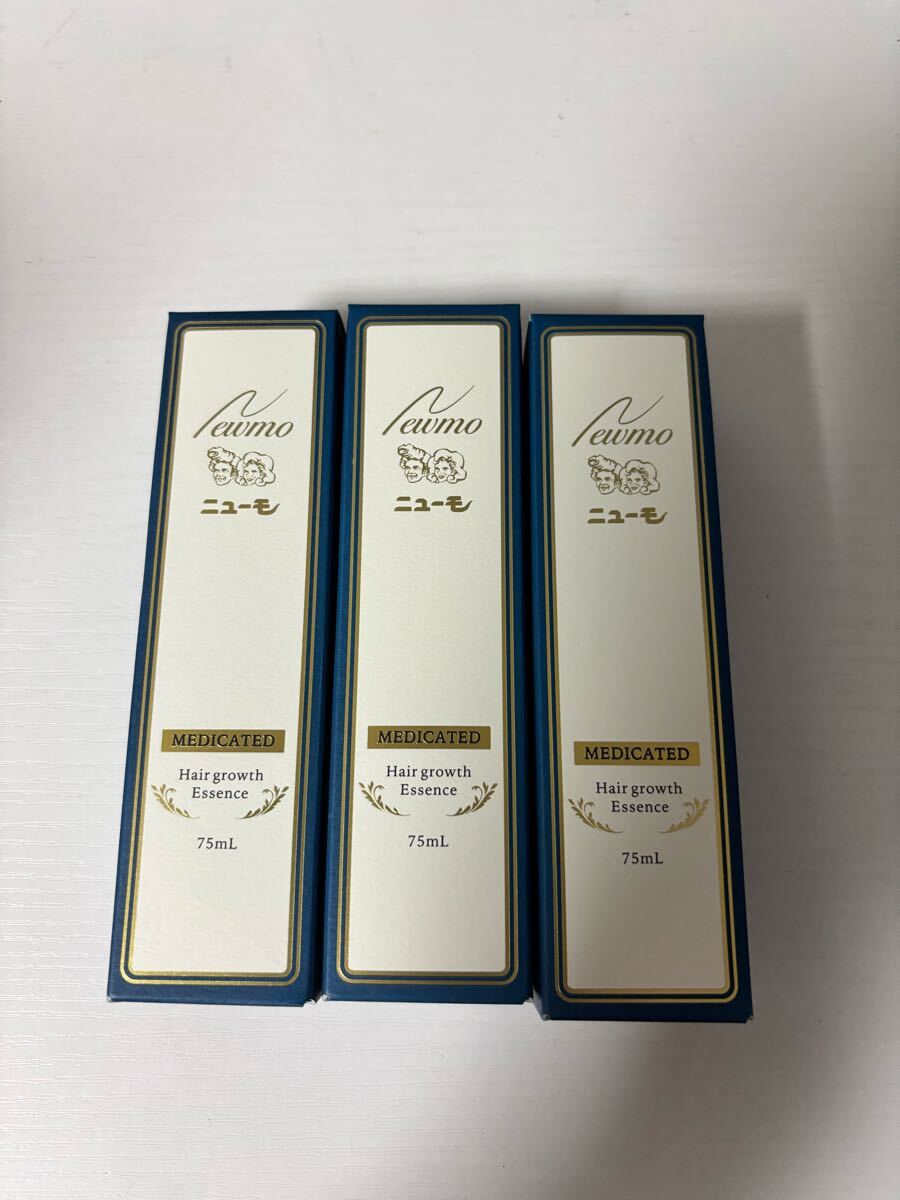 Newmo
ニューモ
MEDICATED
Hair growth
Essence
75mL
Newmo
ニューモ
MEDICATED
Hair growth
Essence
75mL
Newmo
ニューモ
MEDICATED
Hair growth
Essence
75mL